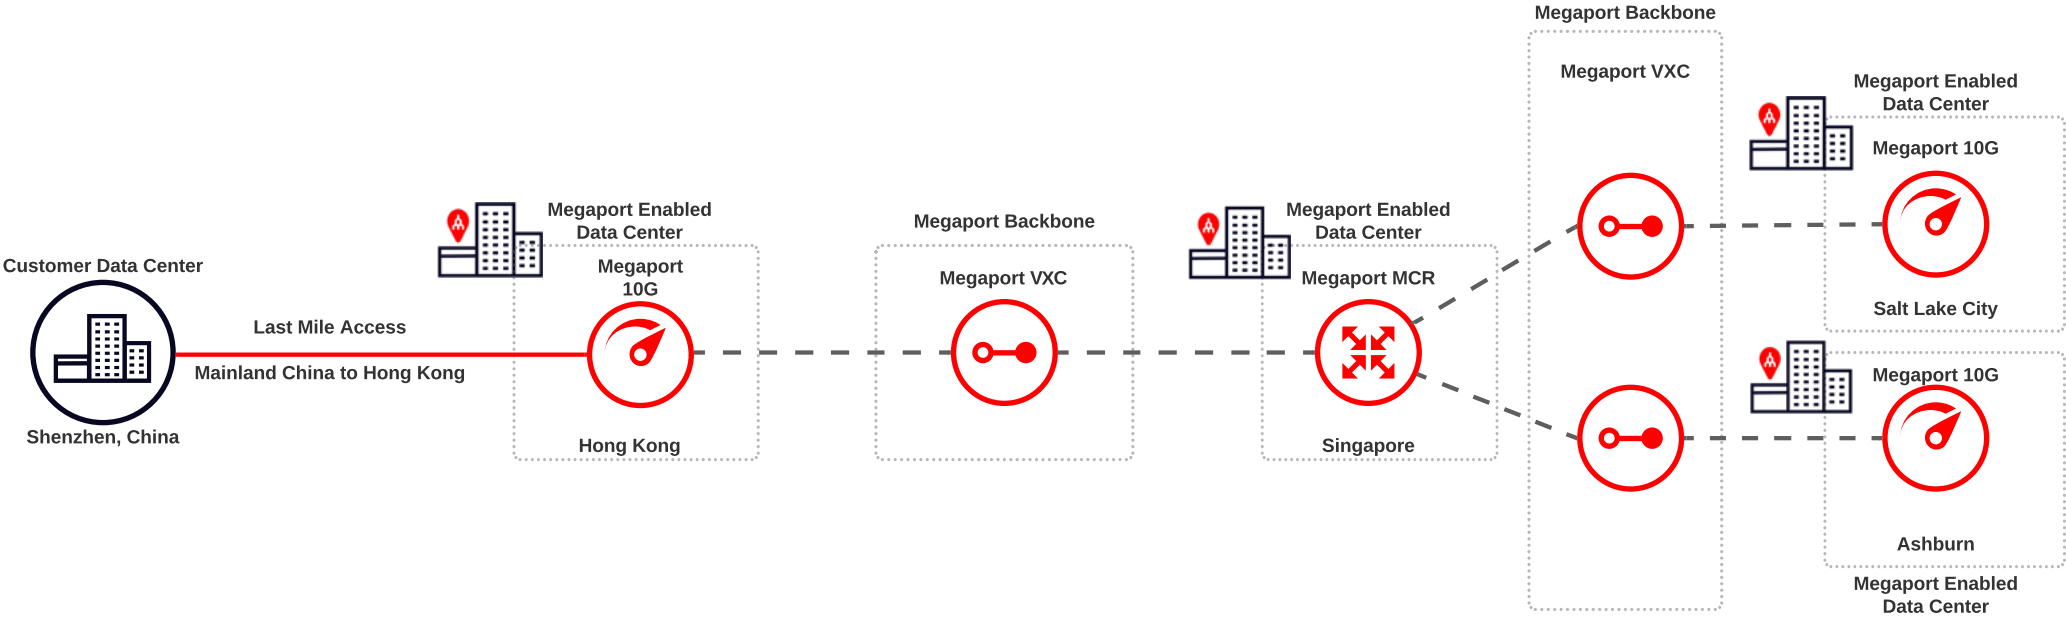 Customer Data Center
Shenzhen, China
Last Mile Access
Mainland China to Hong Kong
Megaport Enabled
Data Center
Megaport
10G
Hong Kong
Megaport Backbone
Megaport VXC
Megaport Enabled
Data Center
Megaport MCR
Singapore
Megaport Backbone
Megaport VXC
Megaport Enabled
Data Center
Megaport 10G
Salt Lake City
Megaport 10G
Ashburn
Megaport Enabled
Data Center